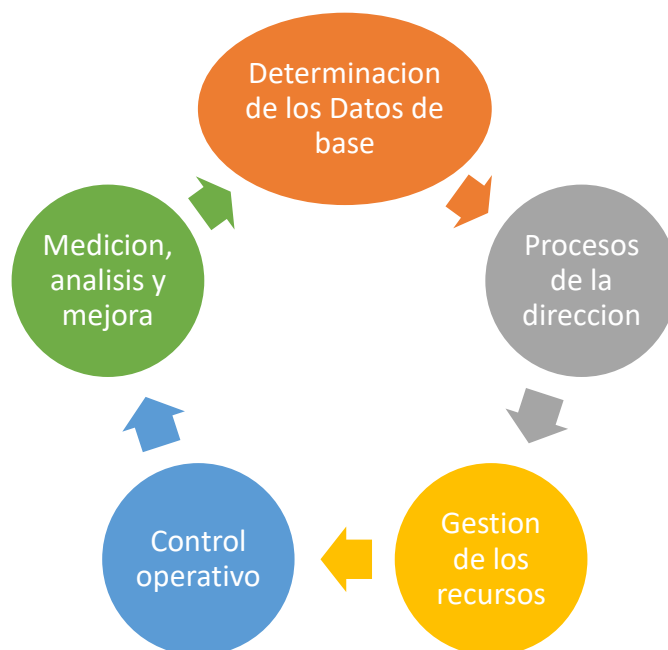 Determinacion
de los Datos de
base
Procesos
de la
direccion
Gestion
de los
recursos
Control
operativo
Medicion,
analisis y
mejora